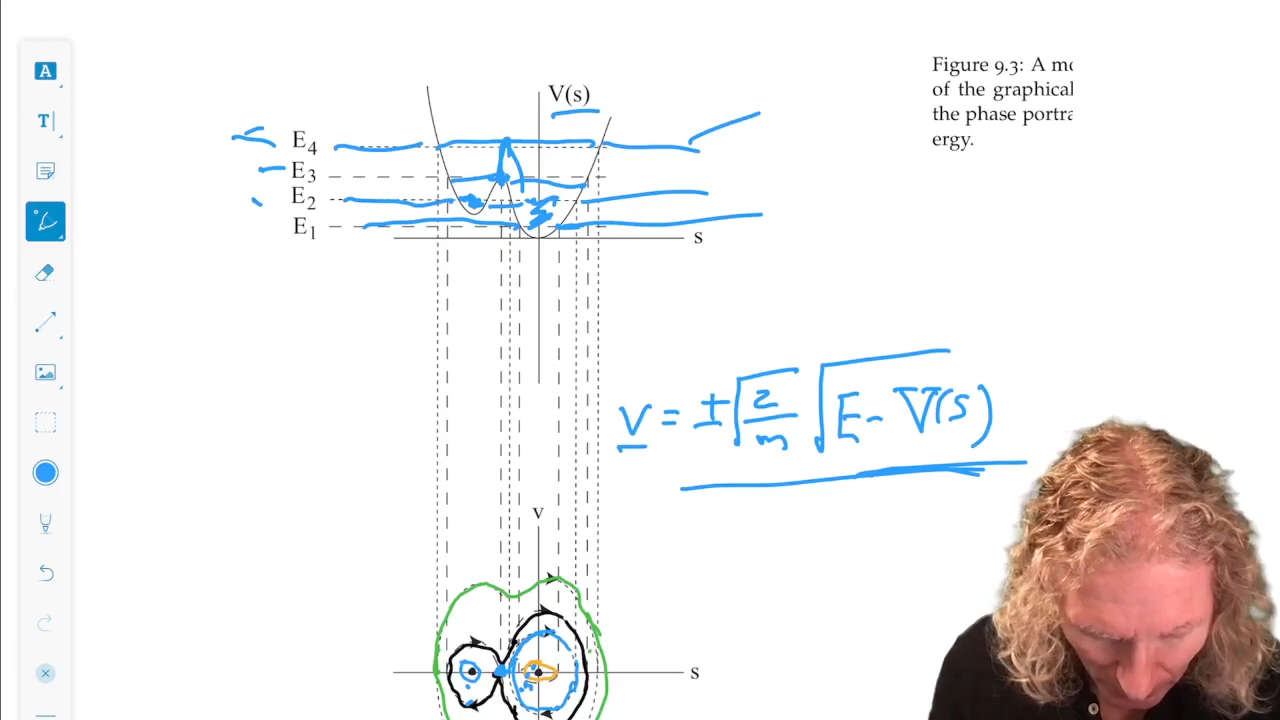 Figure 9.3: A mo
of the graphical
the phase portra
ergy.
V(s)
E4
E3
E2
E1
s
v = ±√2/m √E - V(s)
v
s
A
T